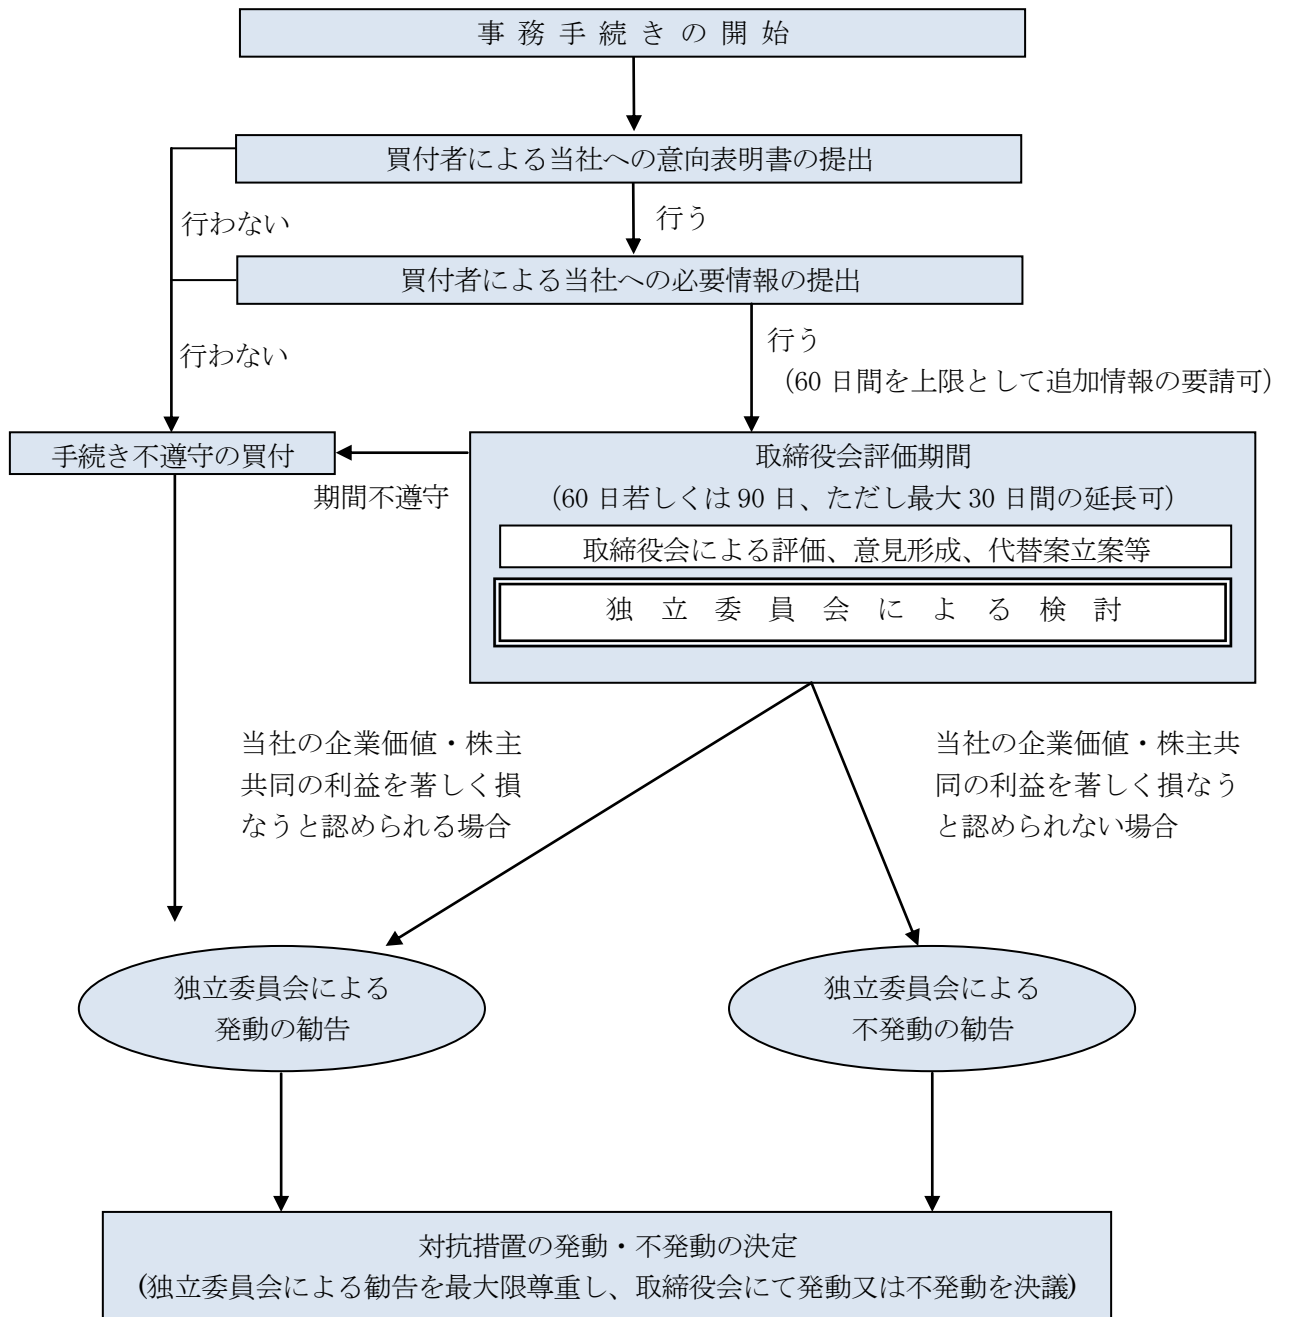 事務手続きの開始
買付者による当社への意向表明書の提出
行わない
行う
買付者による当社への必要情報の提出
行わない
行う
（60 日間を上限として追加情報の要請可）
手続き不遵守の買付
期間不遵守
取締役会評価期間
（60 日若しくは 90 日、ただし最大 30 日間の延長可）
取締役会による評価、意見形成、代替案立案等
独立委員会による検討
当社の企業価値・株主
共同の利益を著しく損
なうと認められる場合
当社の企業価値・株主共
同の利益を著しく損なう
と認められない場合
独立委員会による
発動の勧告
独立委員会による
不発動の勧告
対抗措置の発動・不発動の決定
(独立委員会による勧告を最大限尊重し、取締役会にて発動又は不発動を決議)